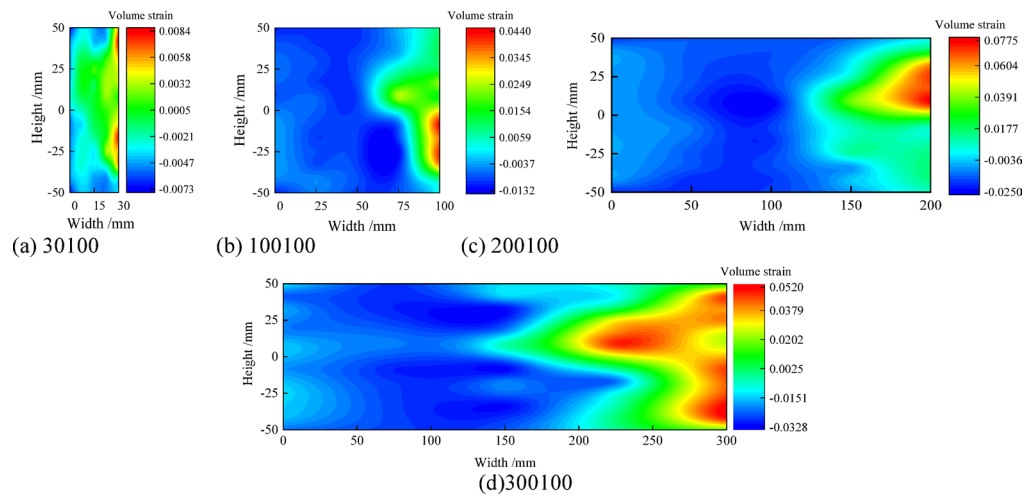 Volume strain
50
25
0
-25
-50
Height /mm
0 15 30
Width /mm
0.0084
0.0058
0.0032
0.0005
-0.0021
-0.0047
-0.0073
(a) 30100
Volume strain
50
25
0
-25
-50
Height /mm
0 25 50 75 100
Width /mm
0.0440
0.0345
0.0249
0.0154
0.0059
-0.0037
-0.0132
(b) 100100
Volume strain
50
25
0
-25
-50
Height /mm
0 50 100 150 200
Width /mm
0.0775
0.0604
0.0391
0.0177
-0.0036
-0.0250
(c) 200100
Volume strain
50
25
0
-25
-50
Height /mm
0 50 100 150 200 250 300
Width /mm
0.0520
0.0379
0.0202
0.0025
-0.0151
-0.0328
(d)300100